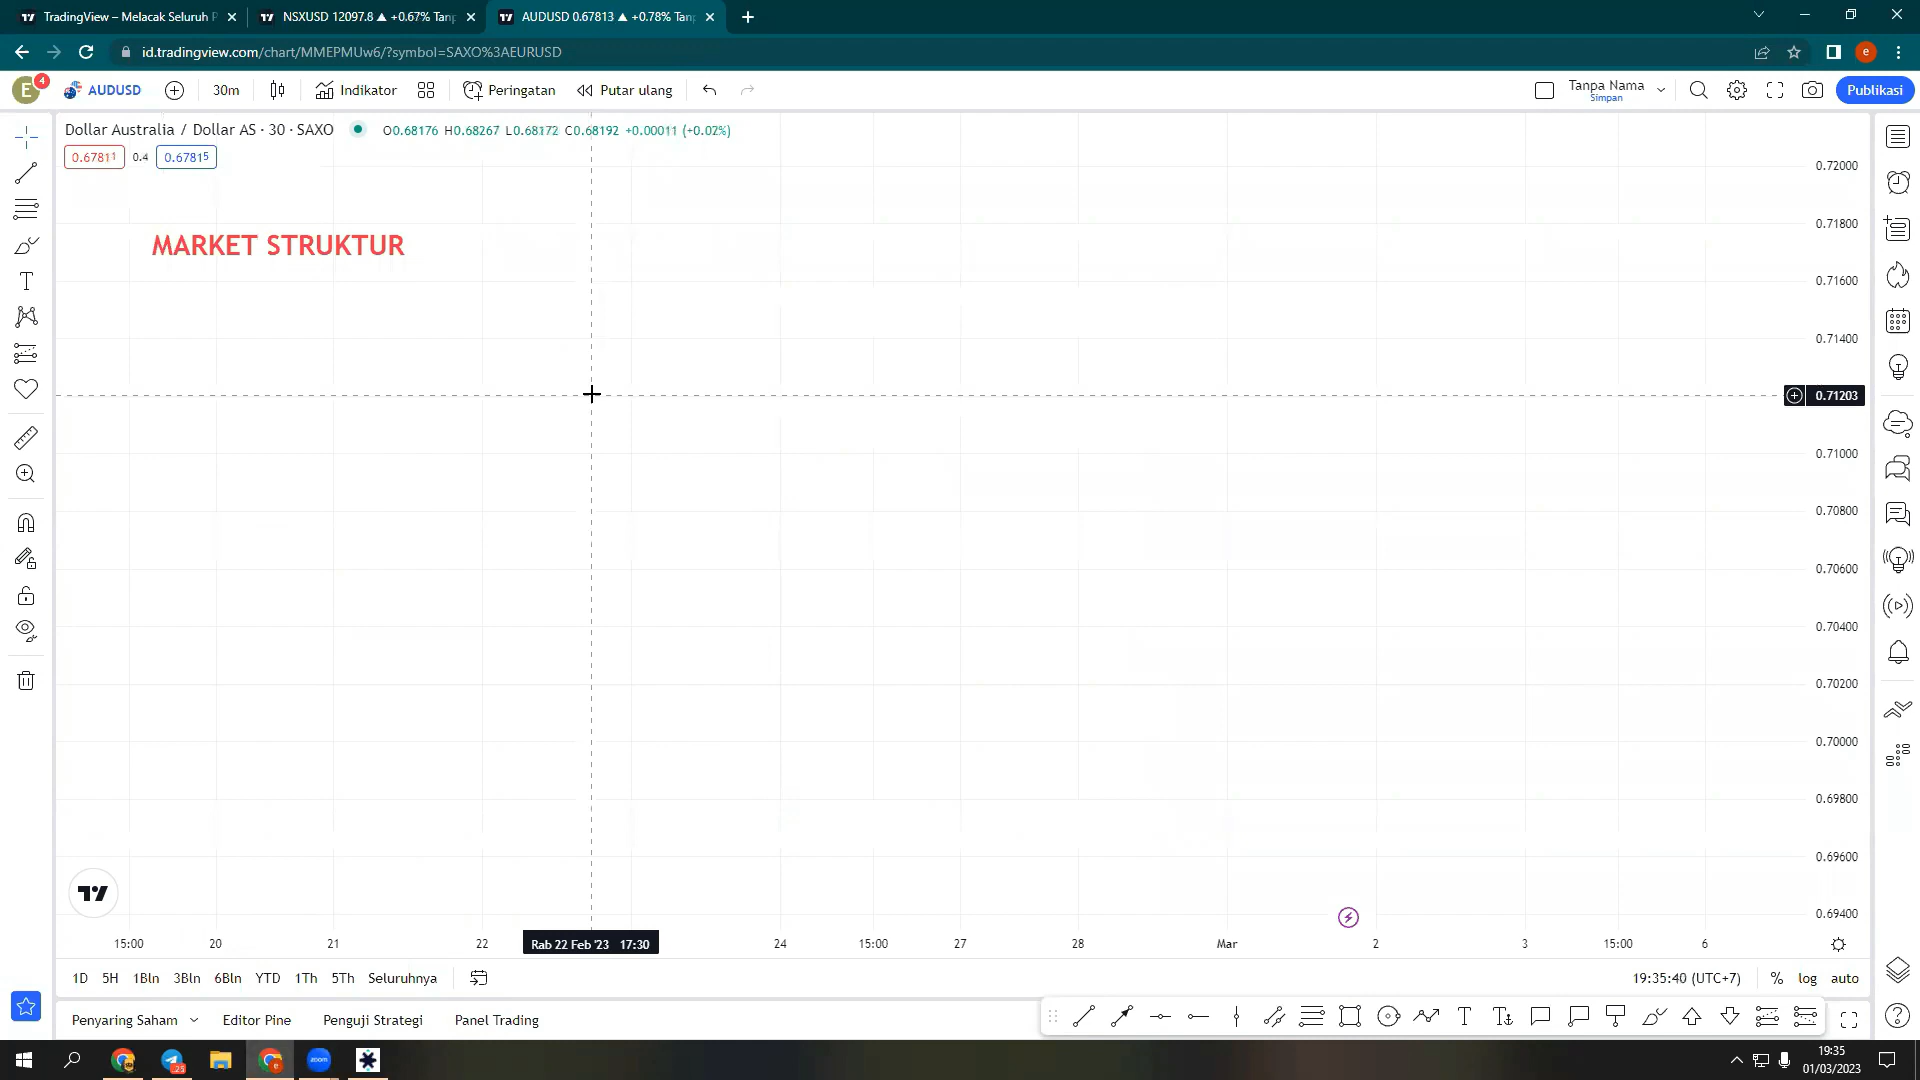 TradingView – Melacak Seluruh P
NSXUSD 12097.8 ▲ +0.67% Tanp
AUDUSD 0.67813 ▲ +0.78% Tanp
id.tradingview.com/chart/MMEPMUw6/?symbol=SAXO%3AEURUSD
e
E
4
AUDUSD
30m
Indikator
Peringatan
Putar ulang
Tanpa Nama
Simpan
Publikasi
Dollar Australia / Dollar AS · 30 · SAXO
O0.68176 H0.68267 L0.68172 C0.68192 +0.00011 (+0.02%)
0.67811
0.4
0.67815
MARKET STRUKTUR
0.72000
0.71800
0.71600
0.71400
0.71203
0.71000
0.70800
0.70600
0.70400
0.70200
0.70000
0.69800
0.69600
0.69400
15:00
20
21
22
Rab 22 Feb '23 17:30
24
15:00
27
28
Mar
2
3
15:00
6
1D
5H
1Bln
3Bln
6Bln
YTD
1Th
5Th
Seluruhnya
19:35:40 (UTC+7)
%
log
auto
Penyaring Saham
Editor Pine
Penguji Strategi
Panel Trading
25
e
zoom
19:35
01/03/2023